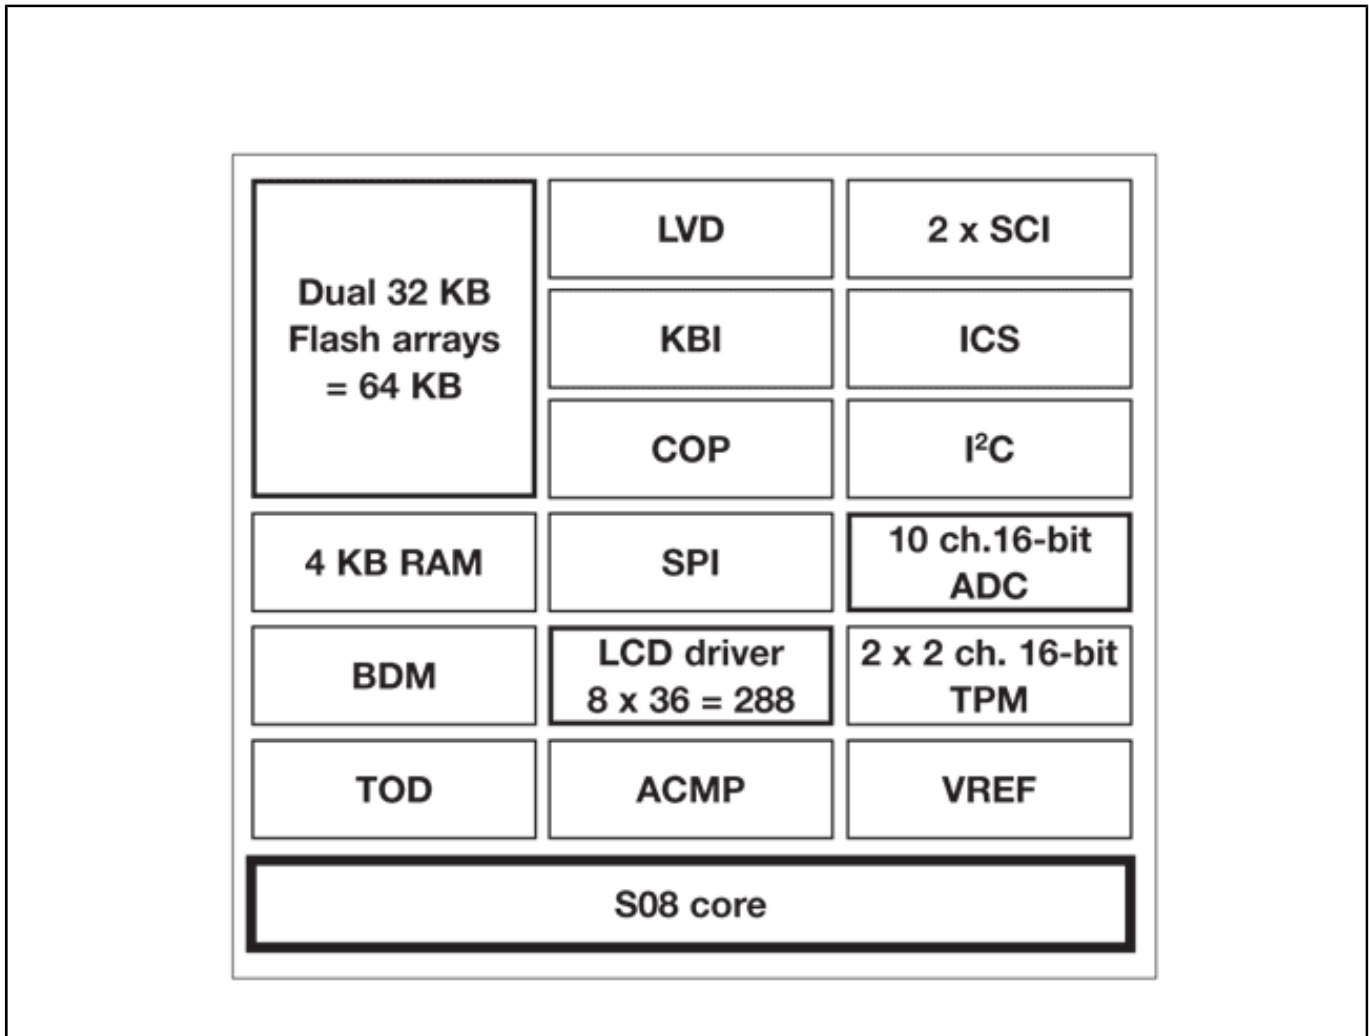 Dual 32 KB
Flash arrays
= 64 KB
LVD
2 x SCI
KBI
ICS
COP
I²C
4 KB RAM
SPI
10 ch.16-bit
ADC
BDM
LCD driver
8 x 36 = 288
2 x 2 ch. 16-bit
TPM
TOD
ACMP
VREF
S08 core